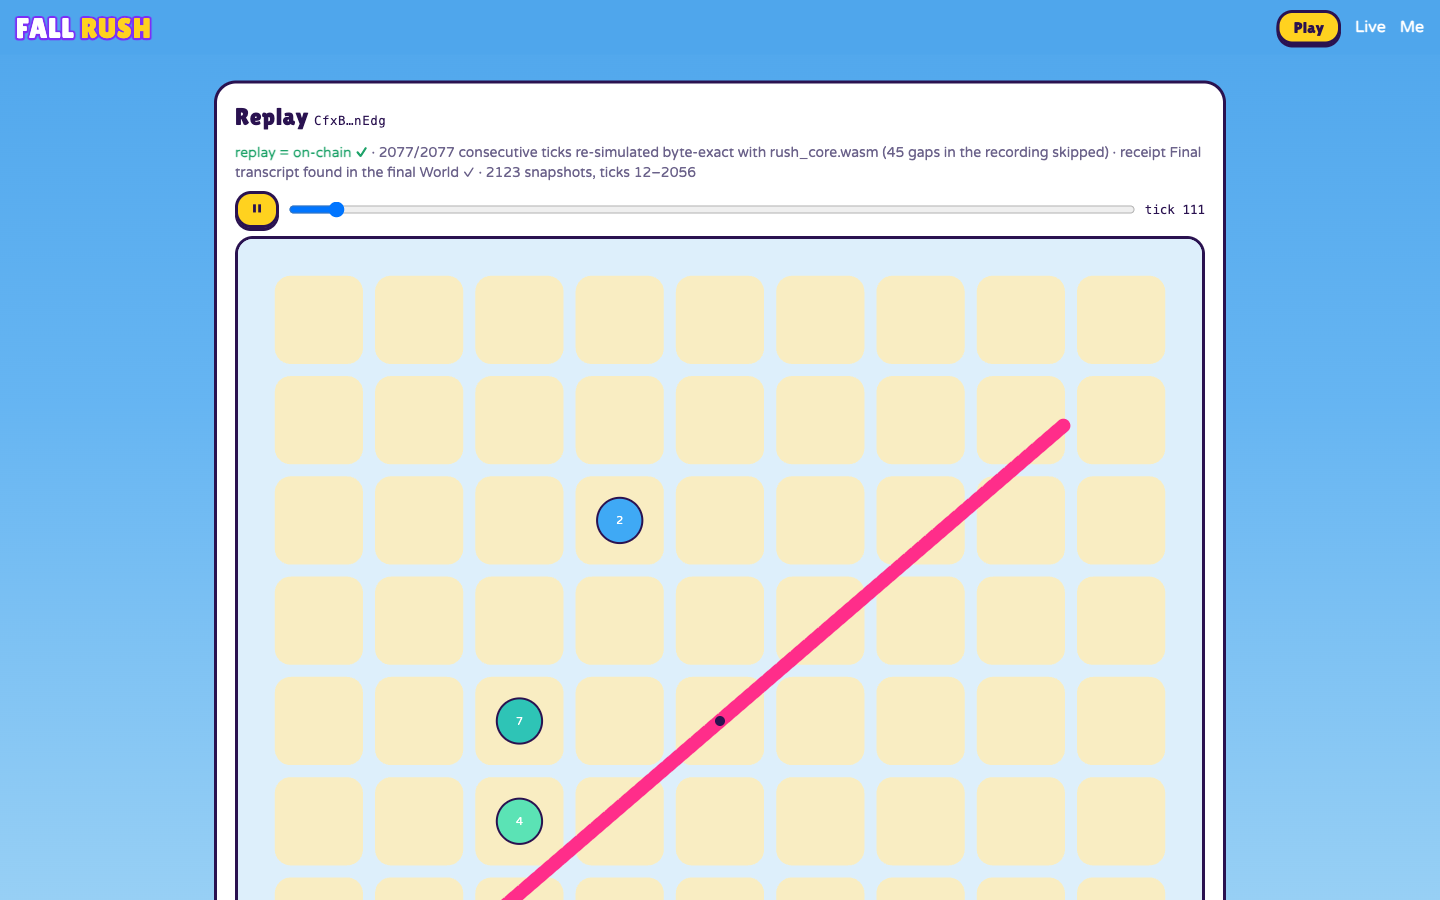 FALL RUSH
Play Live Me
Replay CfxB…nEdg
replay = on-chain ✓ · 2077/2077 consecutive ticks re-simulated byte-exact with rush_core.wasm (45 gaps in the recording skipped) · receipt Final
transcript found in the final World ✓ · 2123 snapshots, ticks 12–2056
tick 111
2
7
4